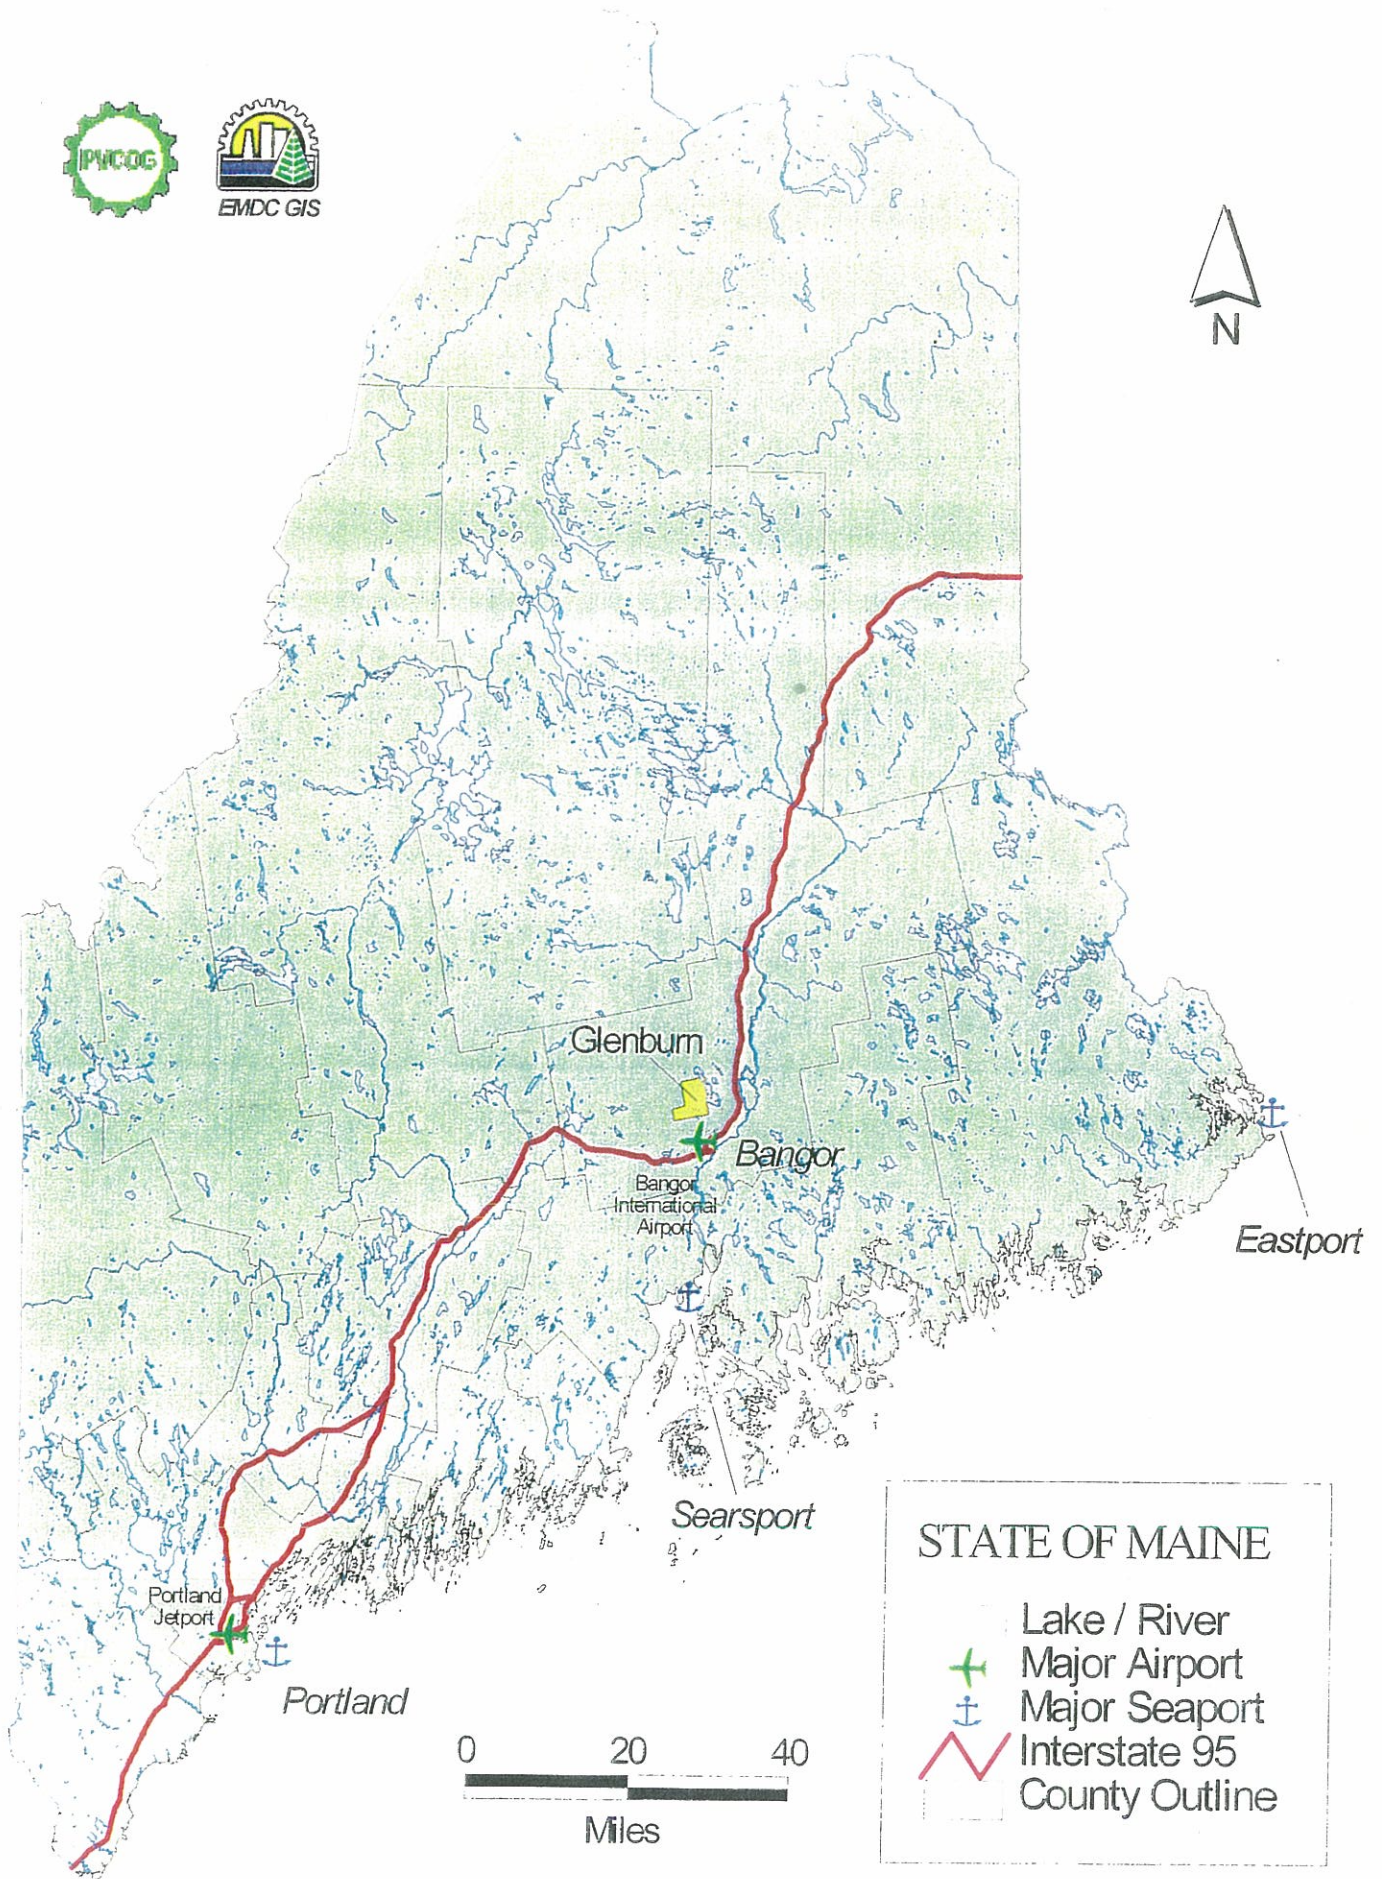 PVCOG
EMDC GIS
N
Glenburn
Bangor
Bangor
International
Airport
Eastport
Searsport
Portland
Jetport
Portland
0 20 40
Miles
STATE OF MAINE
Lake / River
Major Airport
Major Seaport
Interstate 95
County Outline